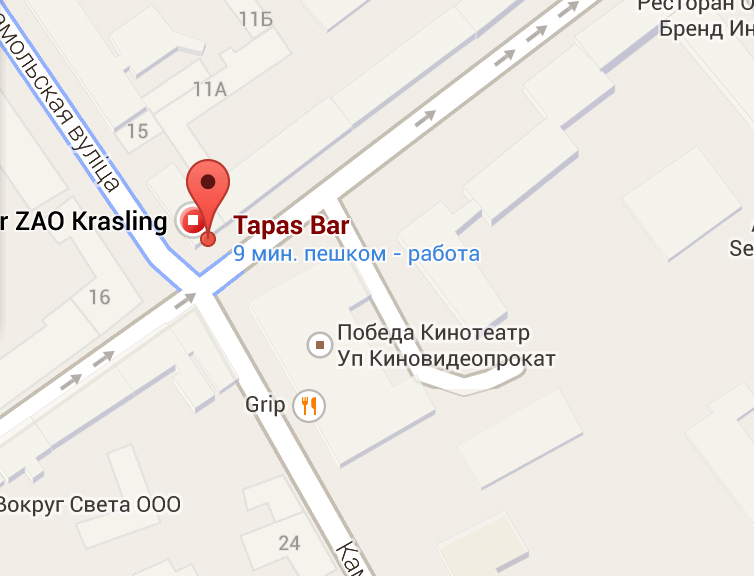 Ресторан
11Б
Бренд
11А
15
r ZAO Krasling
Tapas Bar
9 мин. пешком - работа
16
Победа Кинотеатр
Уп Киновидеопрокат
Grip
Вокруг Света ООО
24
вуліца